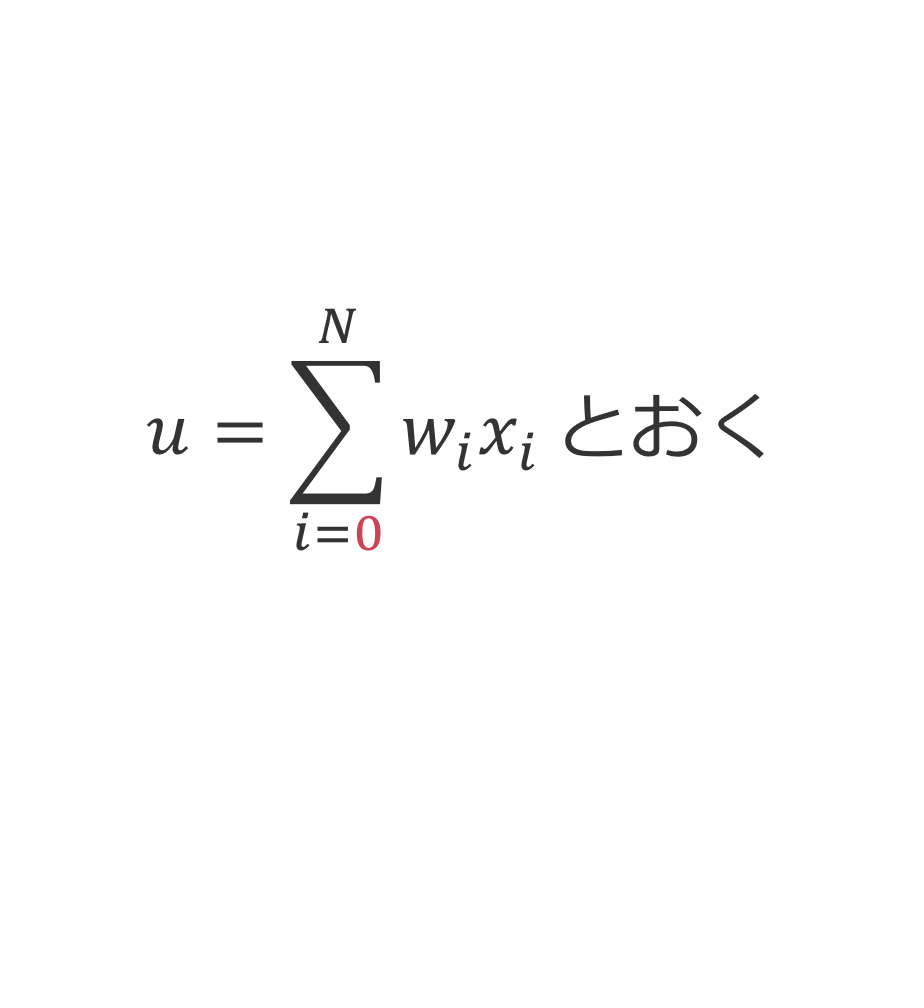 u = \sum_{i=0}^{N} w_i x_i とおく